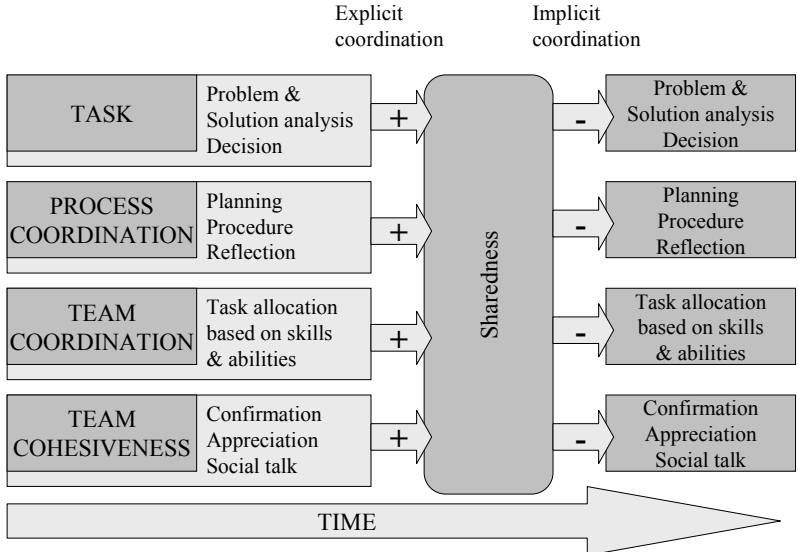 Explicit
coordination
Implicit
coordination
TASK
Problem &
Solution analysis
Decision
+
-
Problem &
Solution analysis
Decision
PROCESS
COORDINATION
Planning
Procedure
Reflection
+
-
Planning
Procedure
Reflection
Sharedness
TEAM
COORDINATION
Task allocation
based on skills
& abilities
+
-
Task allocation
based on skills
& abilities
TEAM
COHESIVENESS
Confirmation
Appreciation
Social talk
+
-
Confirmation
Appreciation
Social talk
TIME